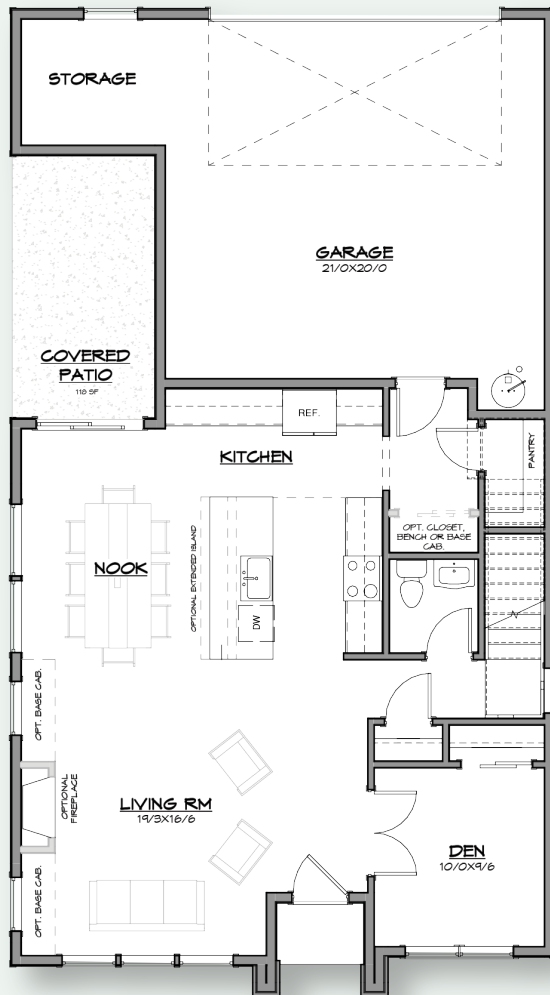 STORAGE
GARAGE
21/0X20/0
COVERED
PATIO
118 SF
REF.
KITCHEN
PANTRY
OPT. CLOSET,
BENCH OR BASE
CAB.
OPTIONAL EXTENDED ISLAND
NOOK
DW
OPT. BASE CAB.
OPTIONAL
FIREPLACE
LIVING RM
19/3X16/6
DEN
10/0X9/6
OPT. BASE CAB.